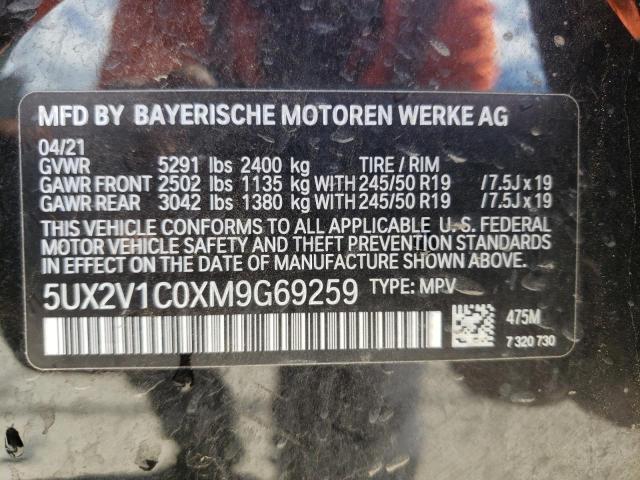 MFD BY BAYERISCHE MOTOREN WERKE AG
04/21
GVWR 5291 lbs 2400 kg TIRE / RIM
GAWR FRONT 2502 lbs 1135 kg WITH 245/50 R19 /7.5J x 19
GAWR REAR 3042 lbs 1380 kg WITH 245/50 R19 /7.5J x 19
THIS VEHICLE CONFORMS TO ALL APPLICABLE U.S. FEDERAL
MOTOR VEHICLE SAFETY AND THEFT PREVENTION STANDARDS
IN EFFECT ON THE DATE OF MANUFACTURE SHOWN ABOVE.
5UX2V1C0XM9G69259 TYPE: MPV
475M
7 320 730